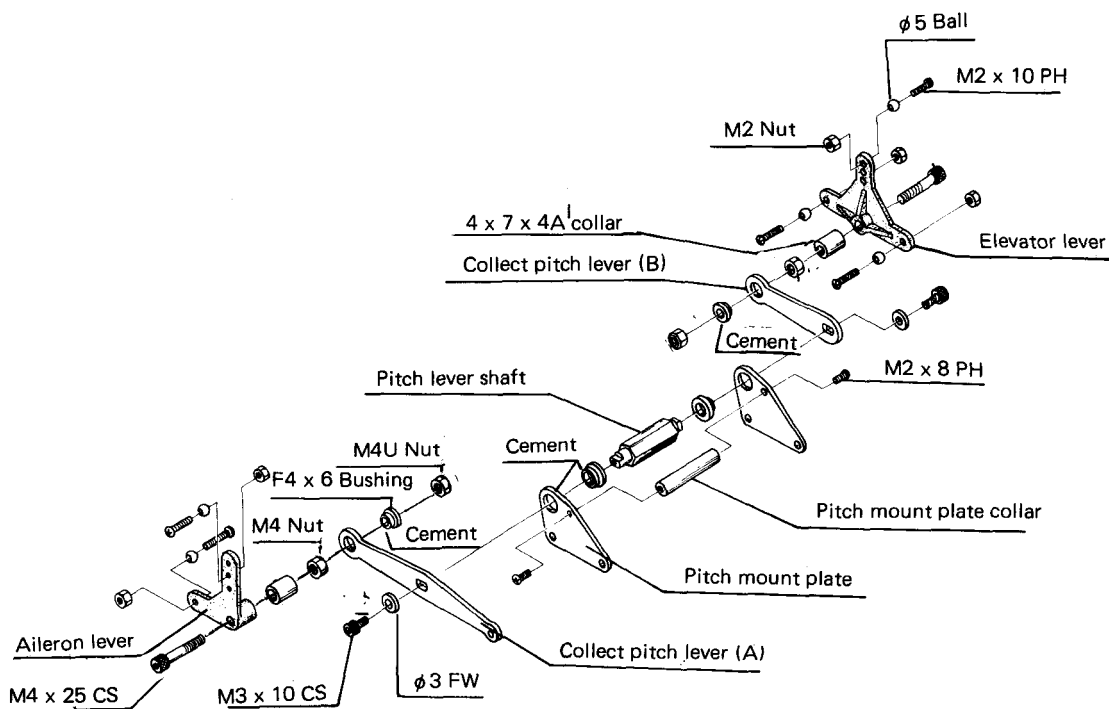 φ5 Ball
M2 x 10 PH
M2 Nut
4 x 7 x 4A collar
Elevator lever
Collect pitch lever (B)
Cement
M2 x 8 PH
Pitch lever shaft
Cement
M4U Nut
F4 x 6 Bushing
M4 Nut
Cement
Pitch mount plate collar
Pitch mount plate
Aileron lever
Collect pitch lever (A)
M4 x 25 CS
M3 x 10 CS
φ3 FW